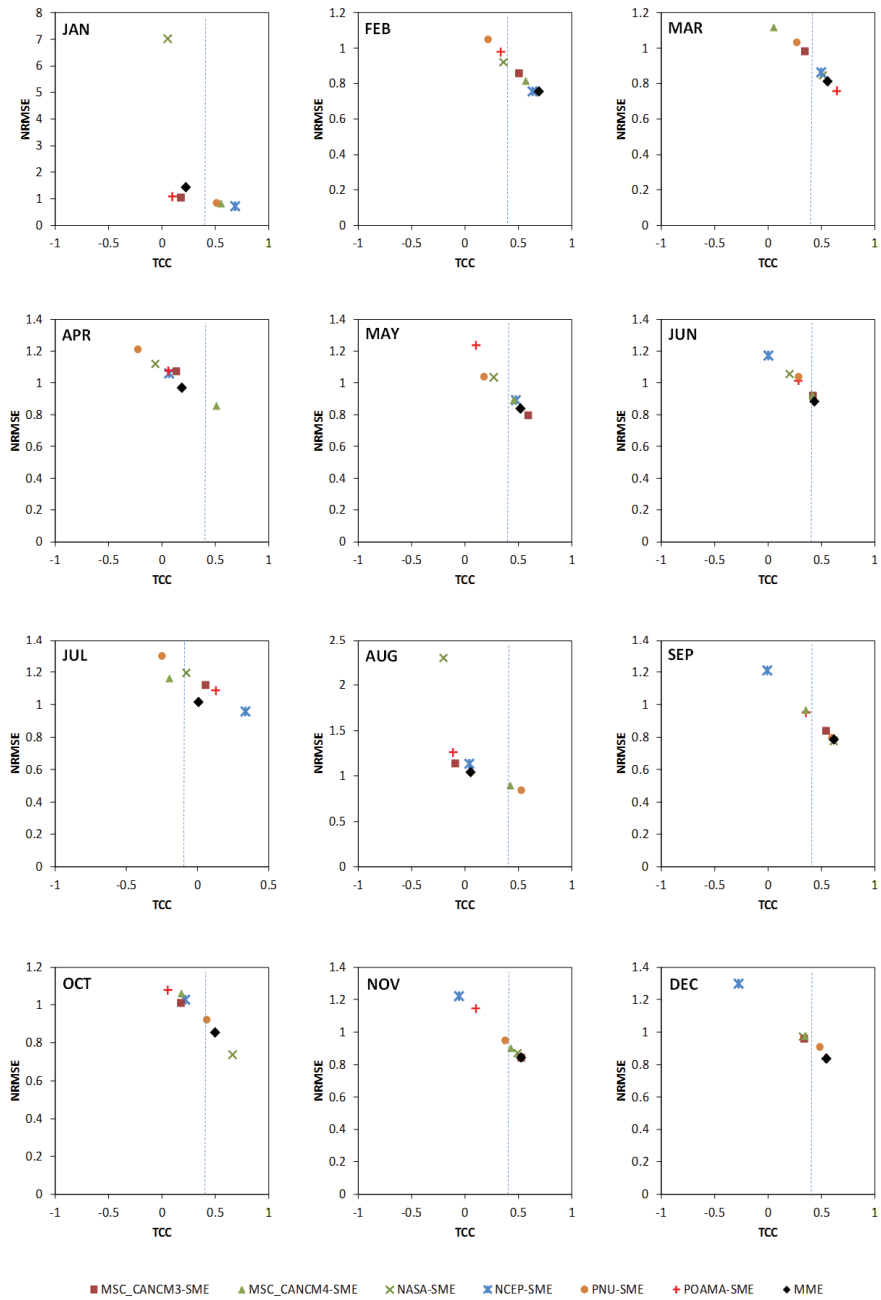 JAN
NRMSE
8
7
6
5
4
3
2
1
0
-1 -0.5 0 0.5 1
TCC
FEB
NRMSE
1.2
1
0.8
0.6
0.4
0.2
0
-1 -0.5 0 0.5 1
TCC
MAR
NRMSE
1.2
1
0.8
0.6
0.4
0.2
0
-1 -0.5 0 0.5 1
TCC
APR
NRMSE
1.4
1.2
1
0.8
0.6
0.4
0.2
0
-1 -0.5 0 0.5 1
TCC
MAY
NRMSE
1.4
1.2
1
0.8
0.6
0.4
0.2
0
-1 -0.5 0 0.5 1
TCC
JUN
NRMSE
1.4
1.2
1
0.8
0.6
0.4
0.2
0
-1 -0.5 0 0.5 1
TCC
JUL
NRMSE
1.4
1.2
1
0.8
0.6
0.4
0.2
0
-1 -0.5 0 0.5
TCC
AUG
NRMSE
2.5
2
1.5
1
0.5
0
-1 -0.5 0 0.5 1
TCC
SEP
NRMSE
1.4
1.2
1
0.8
0.6
0.4
0.2
0
-1 -0.5 0 0.5 1
TCC
OCT
NRMSE
1.2
1
0.8
0.6
0.4
0.2
0
-1 -0.5 0 0.5 1
TCC
NOV
NRMSE
1.4
1.2
1
0.8
0.6
0.4
0.2
0
-1 -0.5 0 0.5 1
TCC
DEC
NRMSE
1.4
1.2
1
0.8
0.6
0.4
0.2
0
-1 -0.5 0 0.5 1
TCC
MSC_CANCM3-SME MSC_CANCM4-SME NASA-SME NCEP-SME PNU-SME POAMA-SME MME